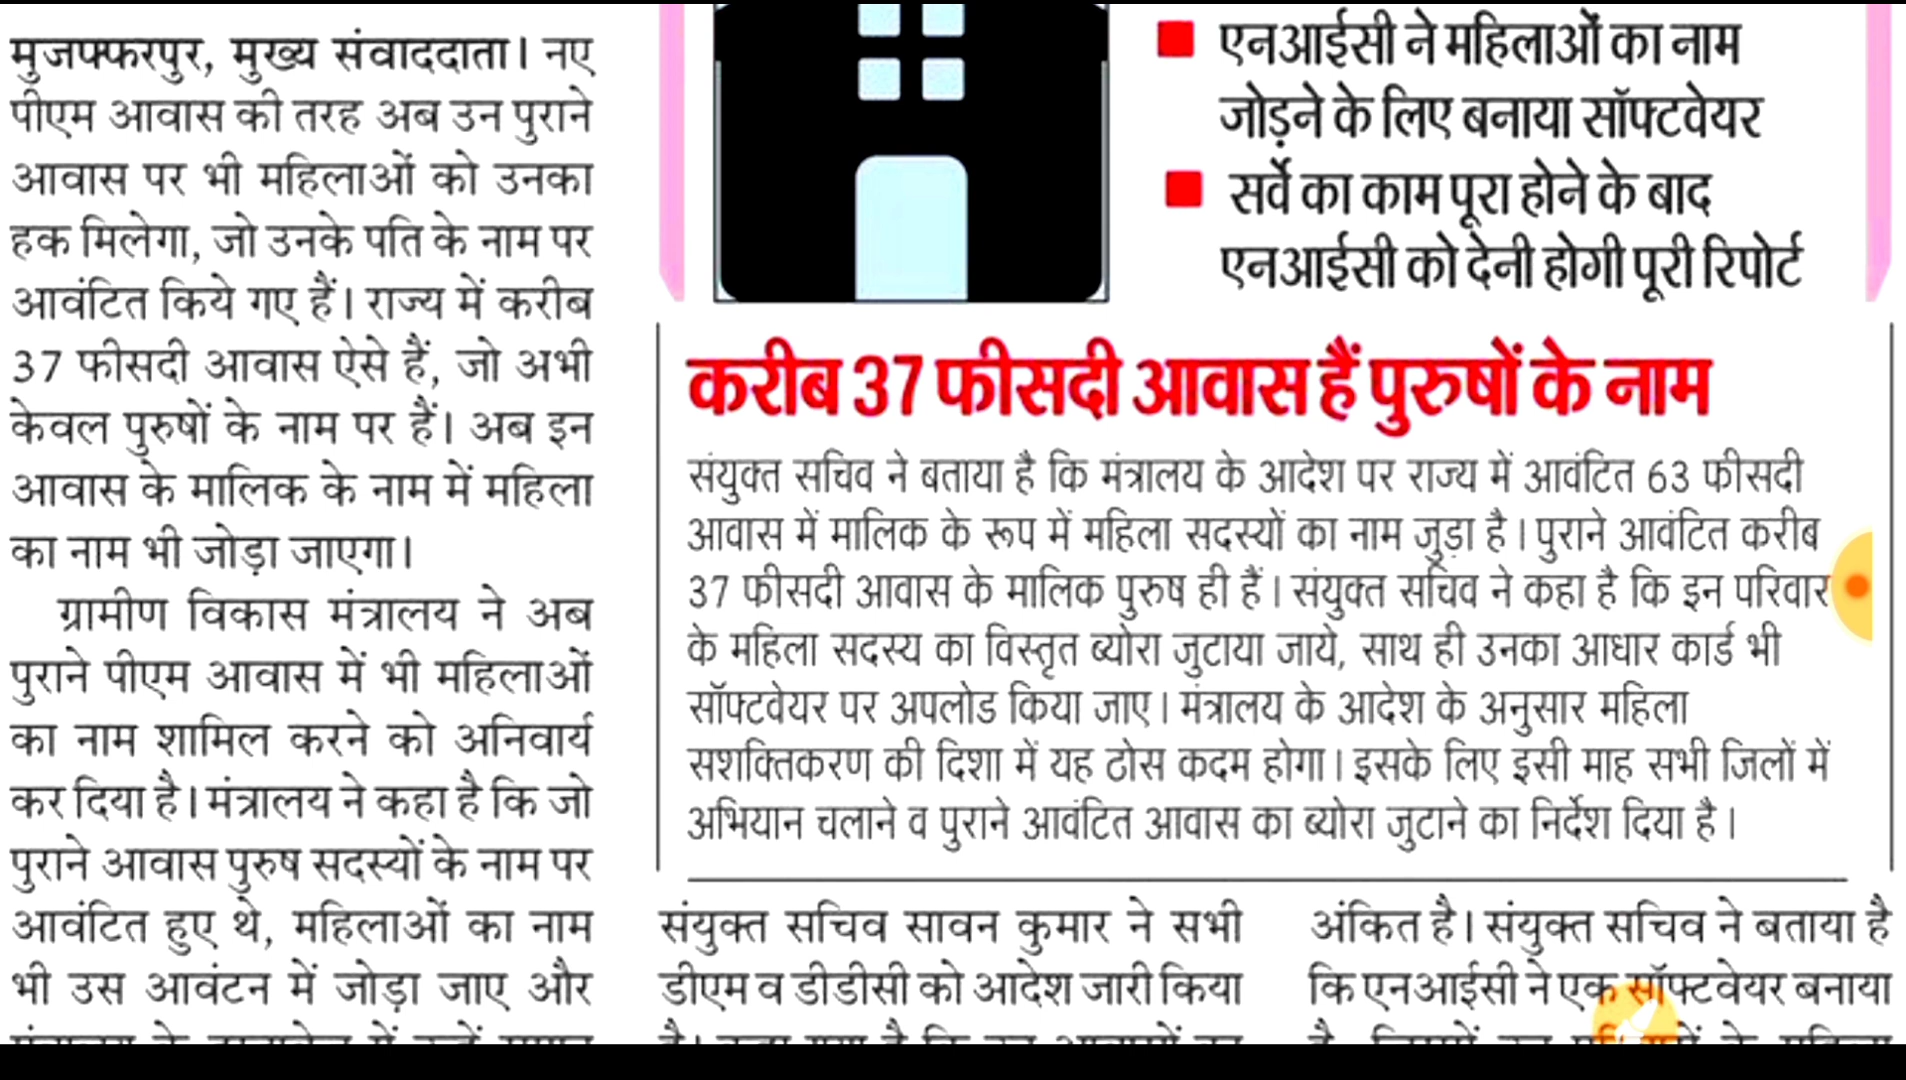 मुजफ्फरपुर, मुख्य संवाददाता। नए
पीएम आवास की तरह अब उन पुराने
आवास पर भी महिलाओं को उनका
हक मिलेगा, जो उनके पति के नाम पर
आवंटित किये गए हैं। राज्य में करीब
37 फीसदी आवास ऐसे हैं, जो अभी
केवल पुरुषों के नाम पर हैं। अब इन
आवास के मालिक के नाम में महिला
का नाम भी जोड़ा जाएगा।
ग्रामीण विकास मंत्रालय ने अब
पुराने पीएम आवास में भी महिलाओं
का नाम शामिल करने को अनिवार्य
कर दिया है। मंत्रालय ने कहा है कि जो
पुराने आवास पुरुष सदस्यों के नाम पर
आवंटित हुए थे, महिलाओं का नाम
भी उस आवंटन में जोड़ा जाए और
एनआईसी ने महिलाओं का नाम
जोड़ने के लिए बनाया सॉफ्टवेयर
सर्वे का काम पूरा होने के बाद
एनआईसी को देनी होगी पूरी रिपोर्ट
करीब 37 फीसदी आवास हैं पुरुषों के नाम
संयुक्त सचिव ने बताया है कि मंत्रालय के आदेश पर राज्य में आवंटित 63 फीसदी
आवास में मालिक के रूप में महिला सदस्यों का नाम जुड़ा है। पुराने आवंटित करीब
37 फीसदी आवास के मालिक पुरुष ही हैं। संयुक्त सचिव ने कहा है कि इन परिवार
के महिला सदस्य का विस्तृत ब्योरा जुटाया जाये, साथ ही उनका आधार कार्ड भी
सॉफ्टवेयर पर अपलोड किया जाए। मंत्रालय के आदेश के अनुसार महिला
सशक्तिकरण की दिशा में यह ठोस कदम होगा। इसके लिए इसी माह सभी जिलों में
अभियान चलाने व पुराने आवंटित आवास का ब्योरा जुटाने का निर्देश दिया है।
संयुक्त सचिव सावन कुमार ने सभी
डीएम व डीडीसी को आदेश जारी किया
अंकित है। संयुक्त सचिव ने बताया है
कि एनआईसी ने एक सॉफ्टवेयर बनाया